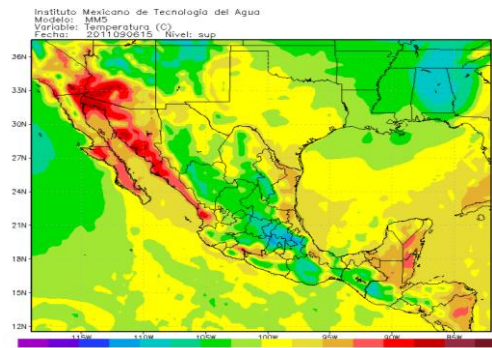 Instituto Mexicano de Tecnología del Agua
Modelo: MM5
Variable: Temperatura (C)
Fecha: 2011090615 Nivel: sup
36N
33N
30N
27N
24N
21N
18N
15N
12N
115W 110W 105W 100W 95W 90W 85W